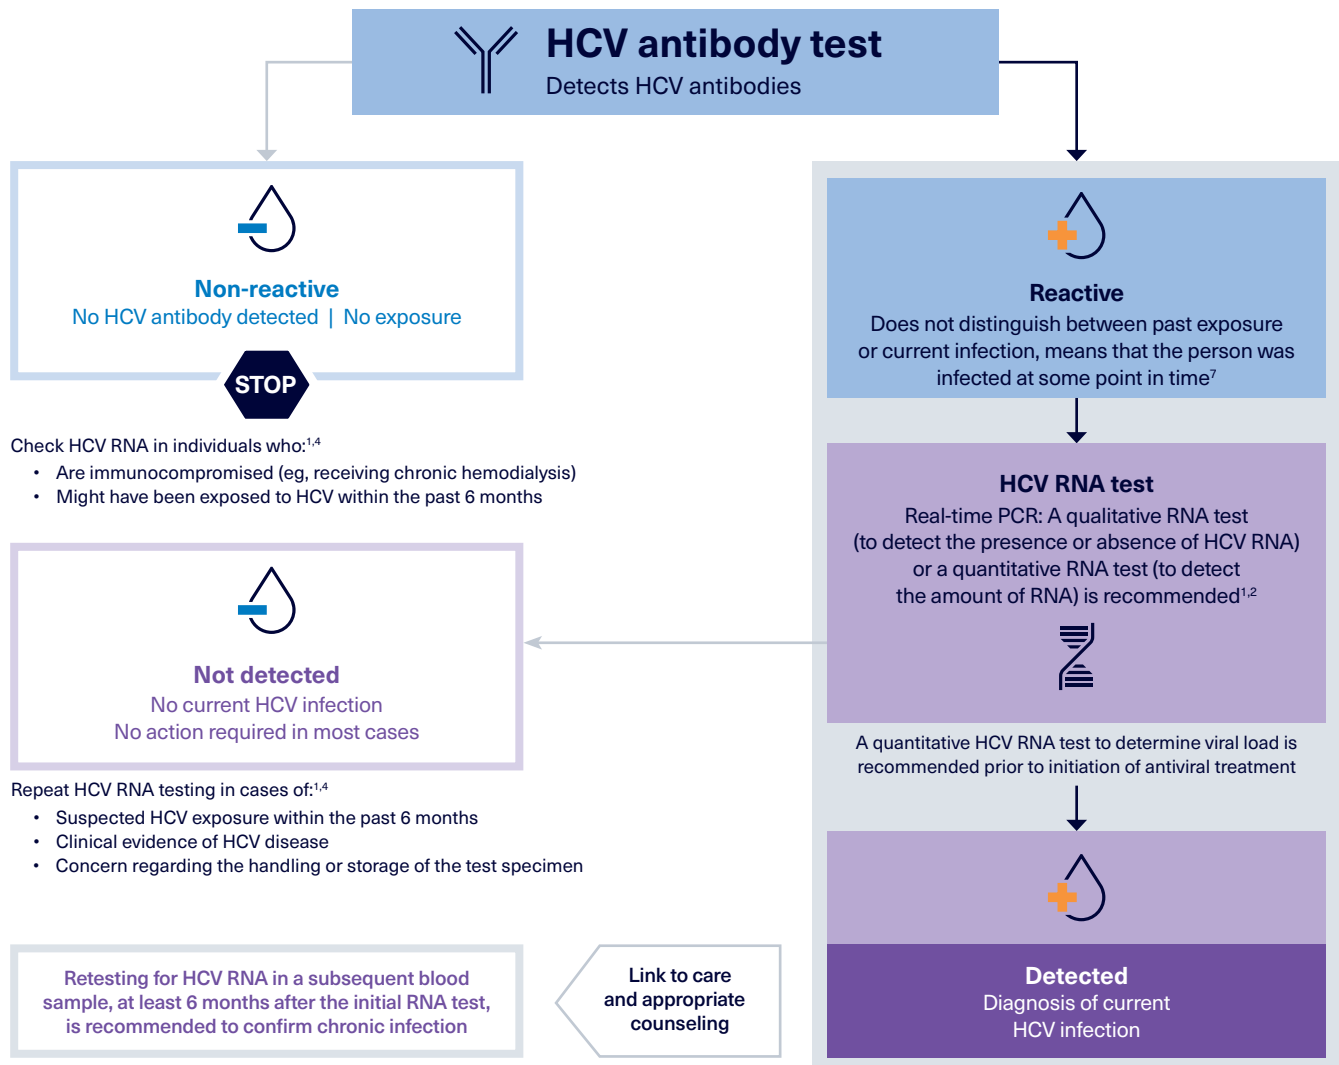 HCV antibody test
Detects HCV antibodies
Non-reactive
No HCV antibody detected | No exposure
STOP
Check HCV RNA in individuals who:1,4
• Are immunocompromised (eg, receiving chronic hemodialysis)
• Might have been exposed to HCV within the past 6 months
Reactive
Does not distinguish between past exposure
or current infection, means that the person was
infected at some point in time7
HCV RNA test
Real-time PCR: A qualitative RNA test
(to detect the presence or absence of HCV RNA)
or a quantitative RNA test (to detect
the amount of RNA) is recommended1,2
Not detected
No current HCV infection
No action required in most cases
Repeat HCV RNA testing in cases of:1,4
• Suspected HCV exposure within the past 6 months
• Clinical evidence of HCV disease
• Concern regarding the handling or storage of the test specimen
A quantitative HCV RNA test to determine viral load is
recommended prior to initiation of antiviral treatment
Detected
Diagnosis of current
HCV infection
Link to care
and appropriate
counseling
Retesting for HCV RNA in a subsequent blood
sample, at least 6 months after the initial RNA test,
is recommended to confirm chronic infection